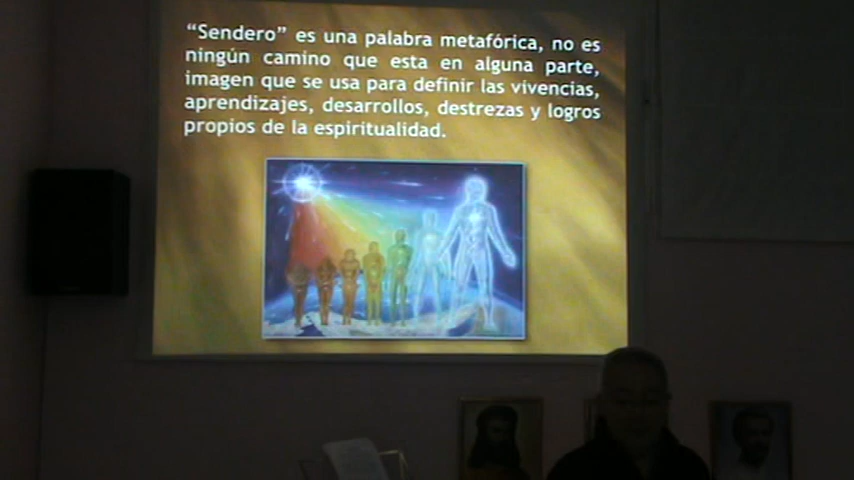 “Sendero” es una palabra metafórica, no es
ningún camino que esta en alguna parte,
imagen que se usa para definir las vivencias,
aprendizajes, desarrollos, destrezas y logros
propios de la espiritualidad.